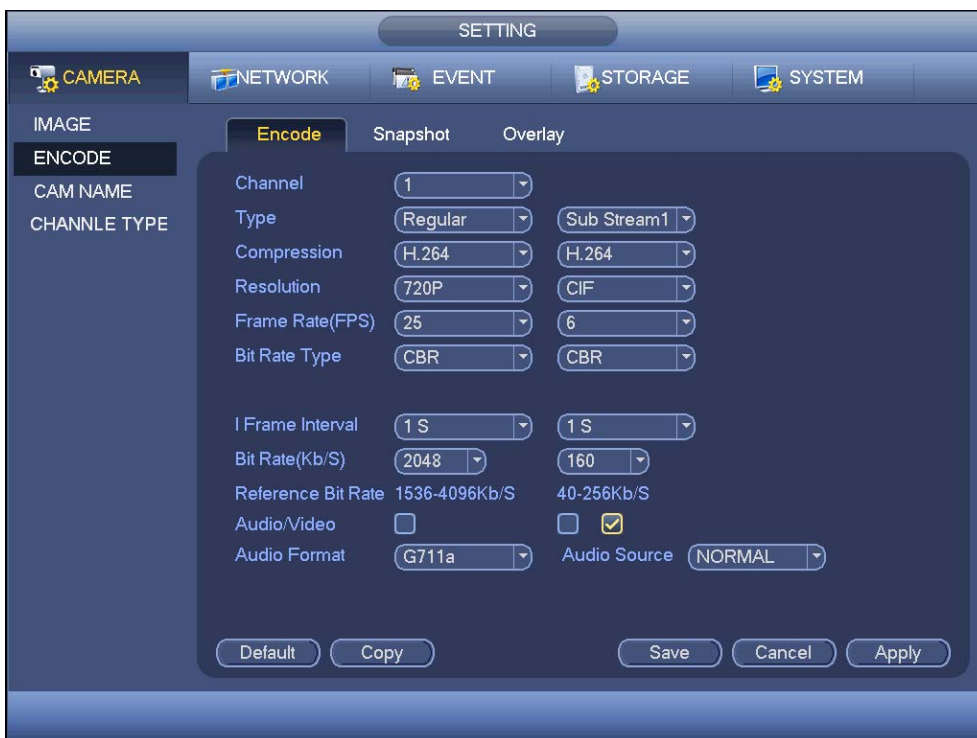 SETTING
CAMERA NETWORK EVENT STORAGE SYSTEM
IMAGE
ENCODE
CAM NAME
CHANNLE TYPE
Encode Snapshot Overlay
Channel 1
Type Regular Sub Stream1
Compression H.264 H.264
Resolution 720P CIF
Frame Rate(FPS) 25 6
Bit Rate Type CBR CBR
I Frame Interval 1 S 1 S
Bit Rate(Kb/S) 2048 160
Reference Bit Rate 1536-4096Kb/S 40-256Kb/S
Audio/Video
Audio Format G711a Audio Source NORMAL
Default Copy Save Cancel Apply